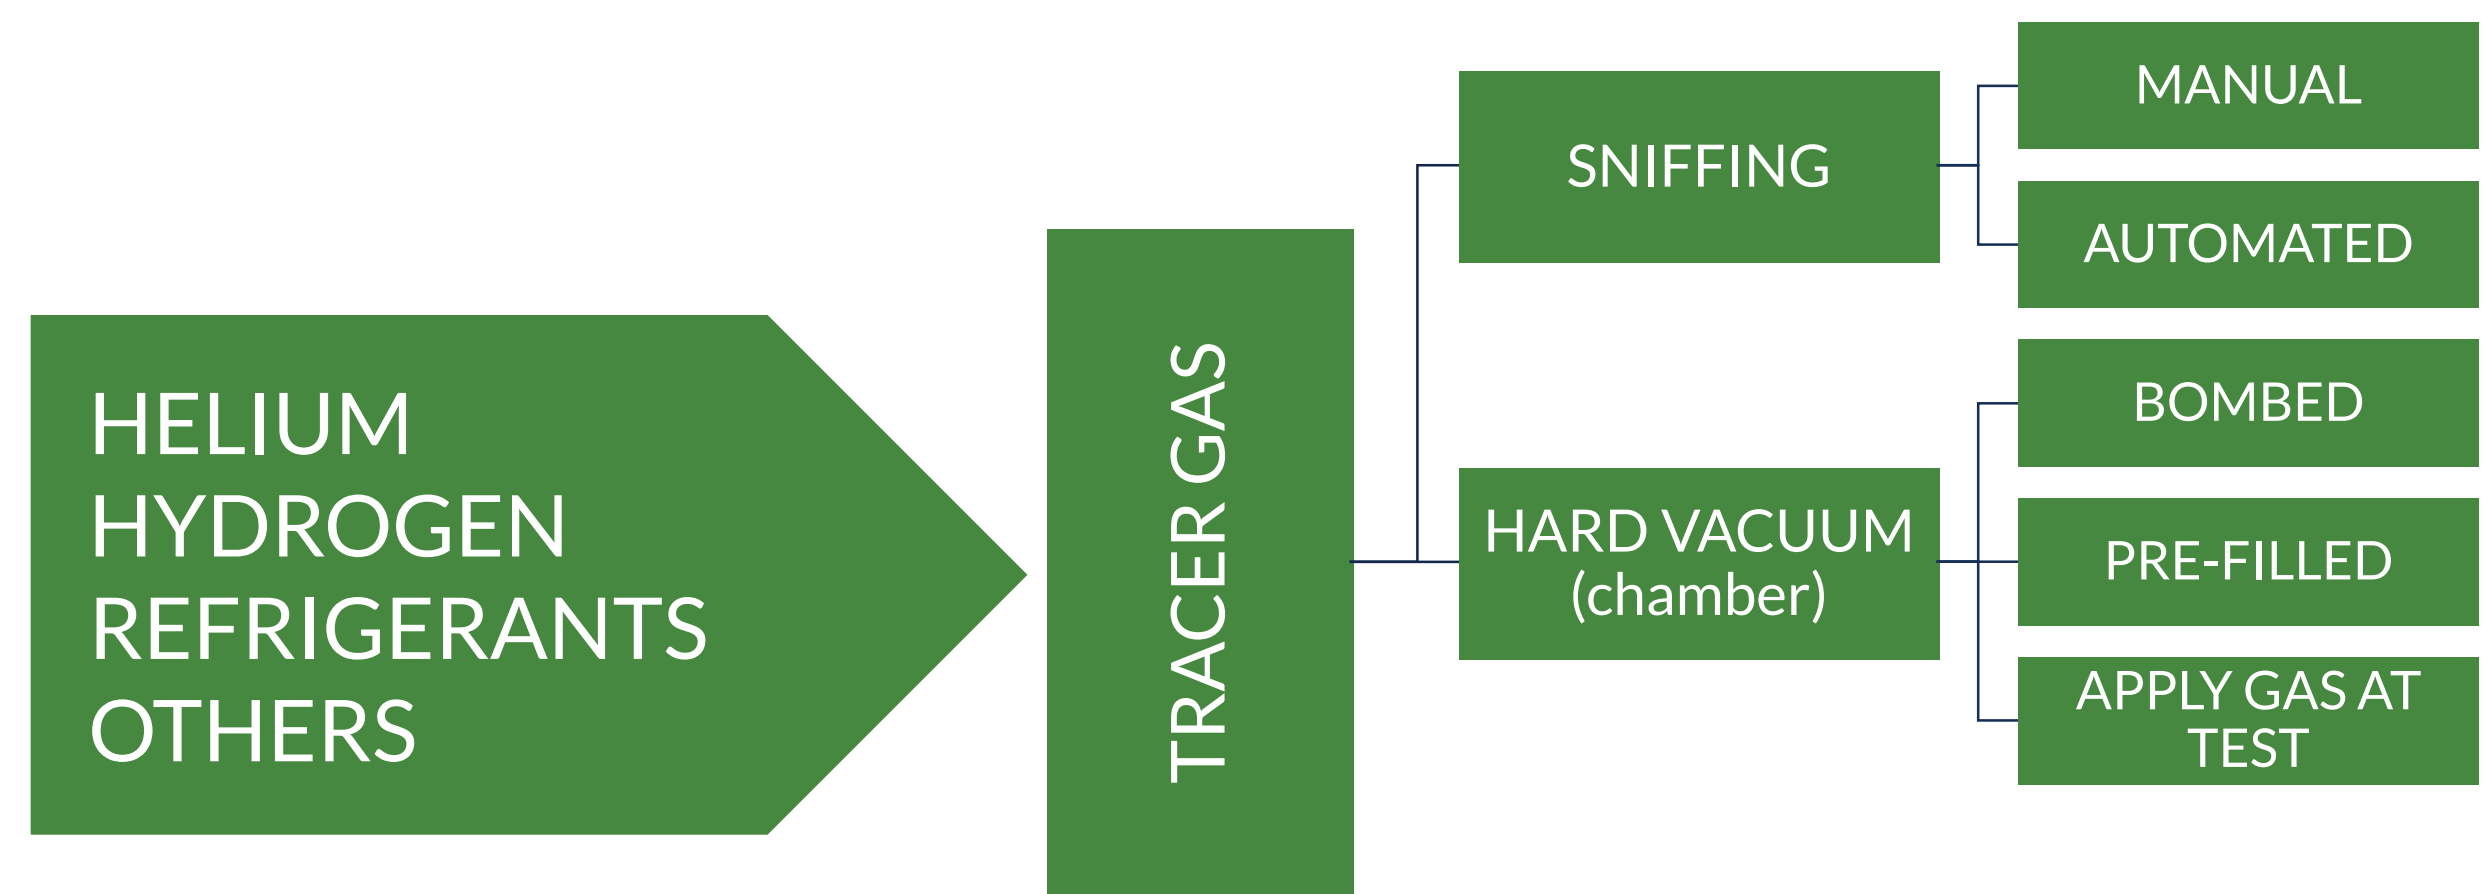 HELIUM
HYDROGEN
REFRIGERANTS
OTHERS
TRACER GAS
SNIFFING
MANUAL
AUTOMATED
HARD VACUUM
(chamber)
BOMBED
PRE-FILLED
APPLY GAS AT
TEST